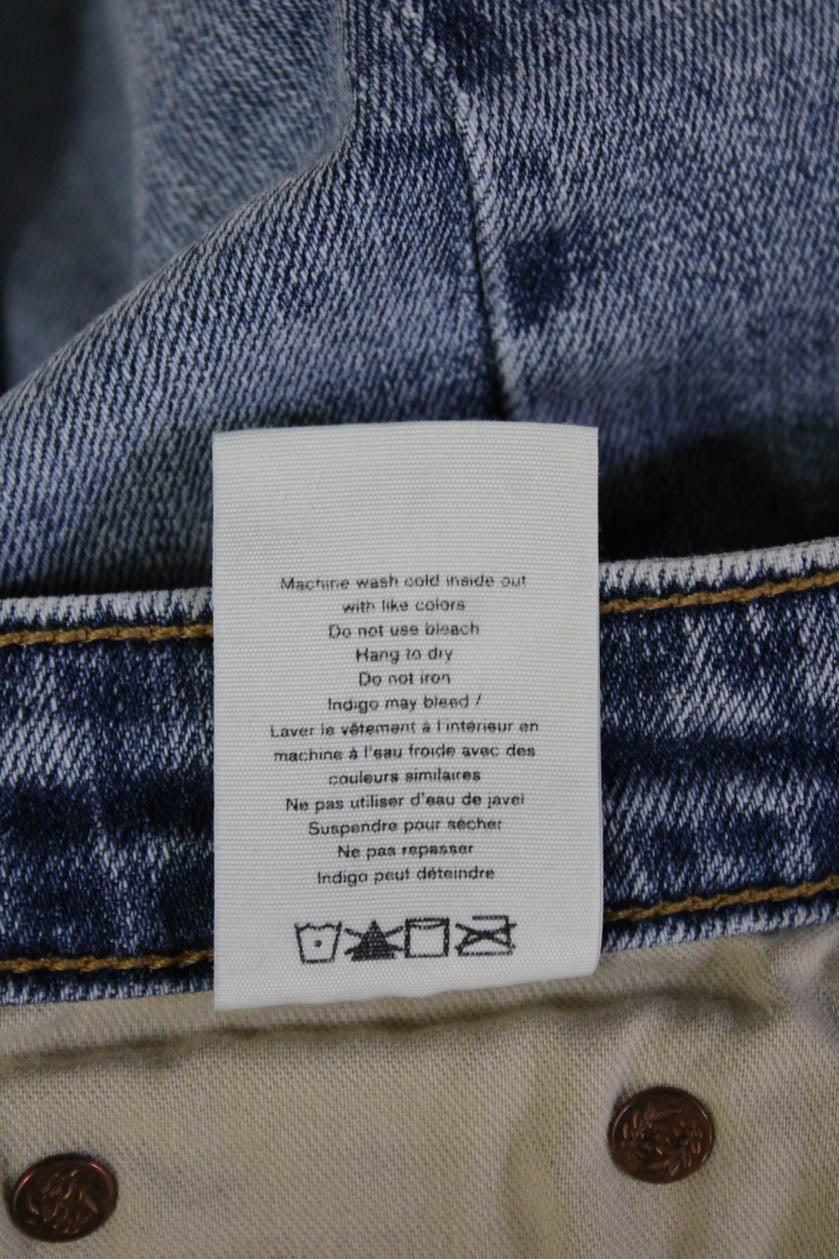 Machine wash cold inside out
with like colors
Do not use bleach
Hang to dry
Do not iron
Indigo may bleed /
Laver le vêtement à l'intérieur en
machine à l'eau froide avec des
couleurs similaires
Ne pas utiliser d'eau de javel
Suspendre pour sécher
Ne pas repasser
Indigo peut déteindre